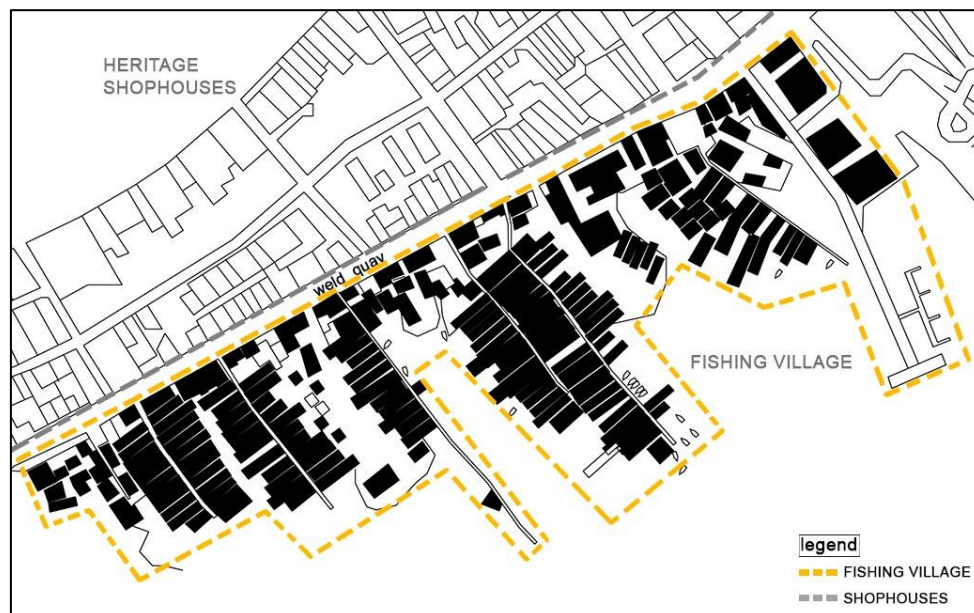 HERITAGE
SHOPHOUSES
weld quay
FISHING VILLAGE
legend
FISHING VILLAGE
SHOPHOUSES